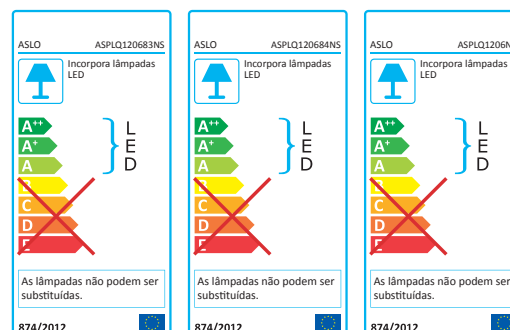 ASLO ASPLQ120683NS
Incorpora lâmpadas
LED
A++
A+
A
C
D
E
L
E
D
As lâmpadas não podem ser
substituídas.
874/2012
ASLO ASPLQ120684NS
Incorpora lâmpadas
LED
A++
A+
A
C
D
E
L
E
D
As lâmpadas não podem ser
substituídas.
874/2012
ASLO ASPLQ1206
Incorpora lâmpadas
LED
A++
A+
A
C
D
E
L
E
D
As lâmpadas não podem ser
substituídas.
874/2012